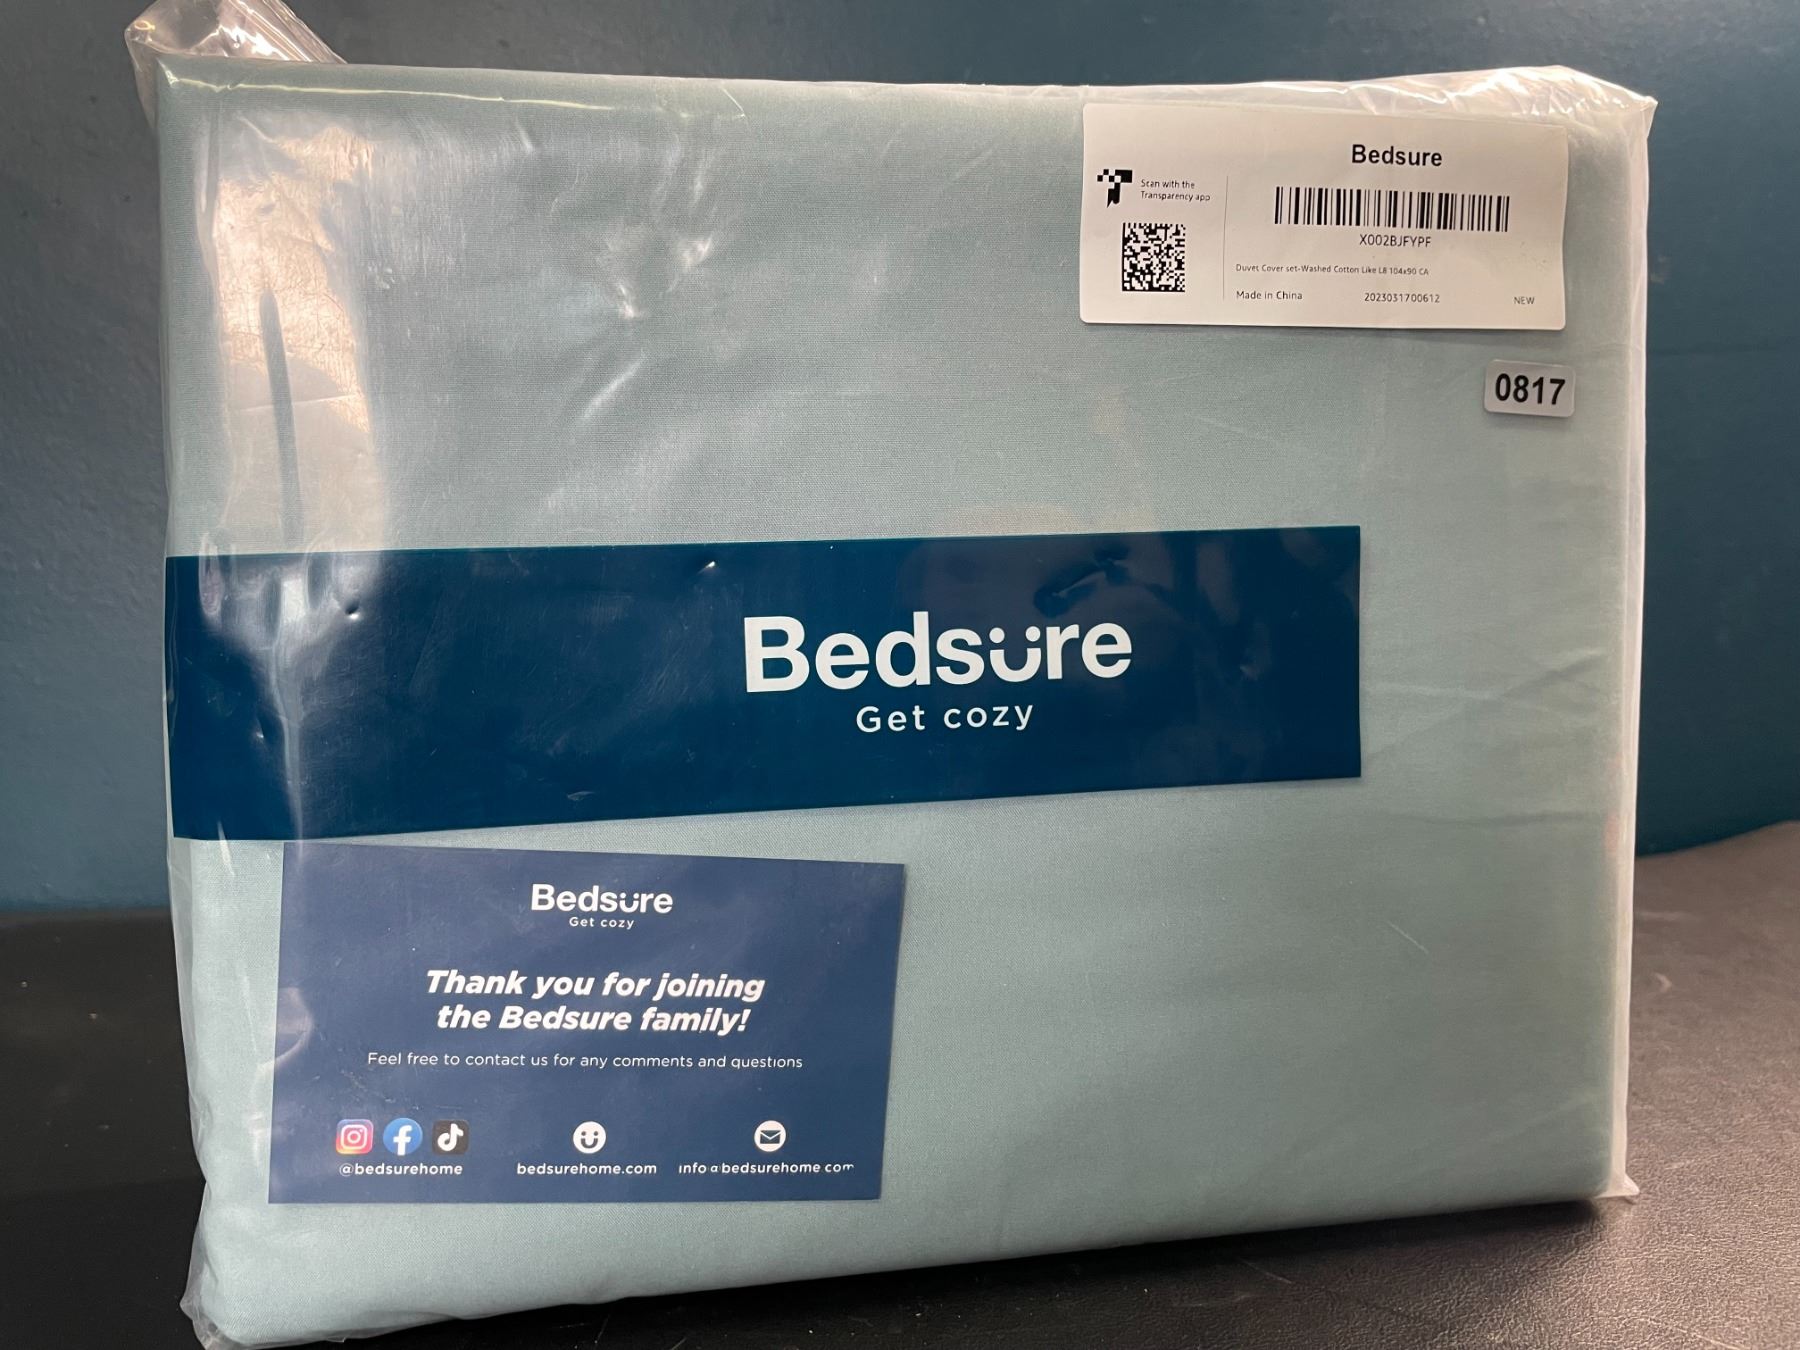 Bedsure
Scan with the
Transparency app
X002BJFYPF
Duvet Cover set-Washed Cotton Like LB 104x90 CA
Made in China 2023031700612 NEW
0817
Bedsure
Get cozy
Bedsure
Get cozy
Thank you for joining
the Bedsure family!
Feel free to contact us for any comments and questions
@bedsurehome bedsurehome.com info@bedsurehome.com